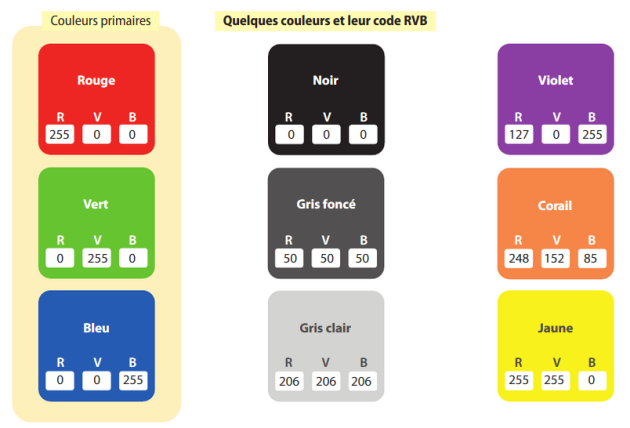 Couleurs primaires
Quelques couleurs et leur code RVB
Rouge
R V B
255 0 0
Noir
R V B
0 0 0
Violet
R V B
127 0 255
Vert
R V B
0 255 0
Gris foncé
R V B
50 50 50
Corail
R V B
248 152 85
Bleu
R V B
0 0 255
Gris clair
R V B
206 206 206
Jaune
R V B
255 255 0